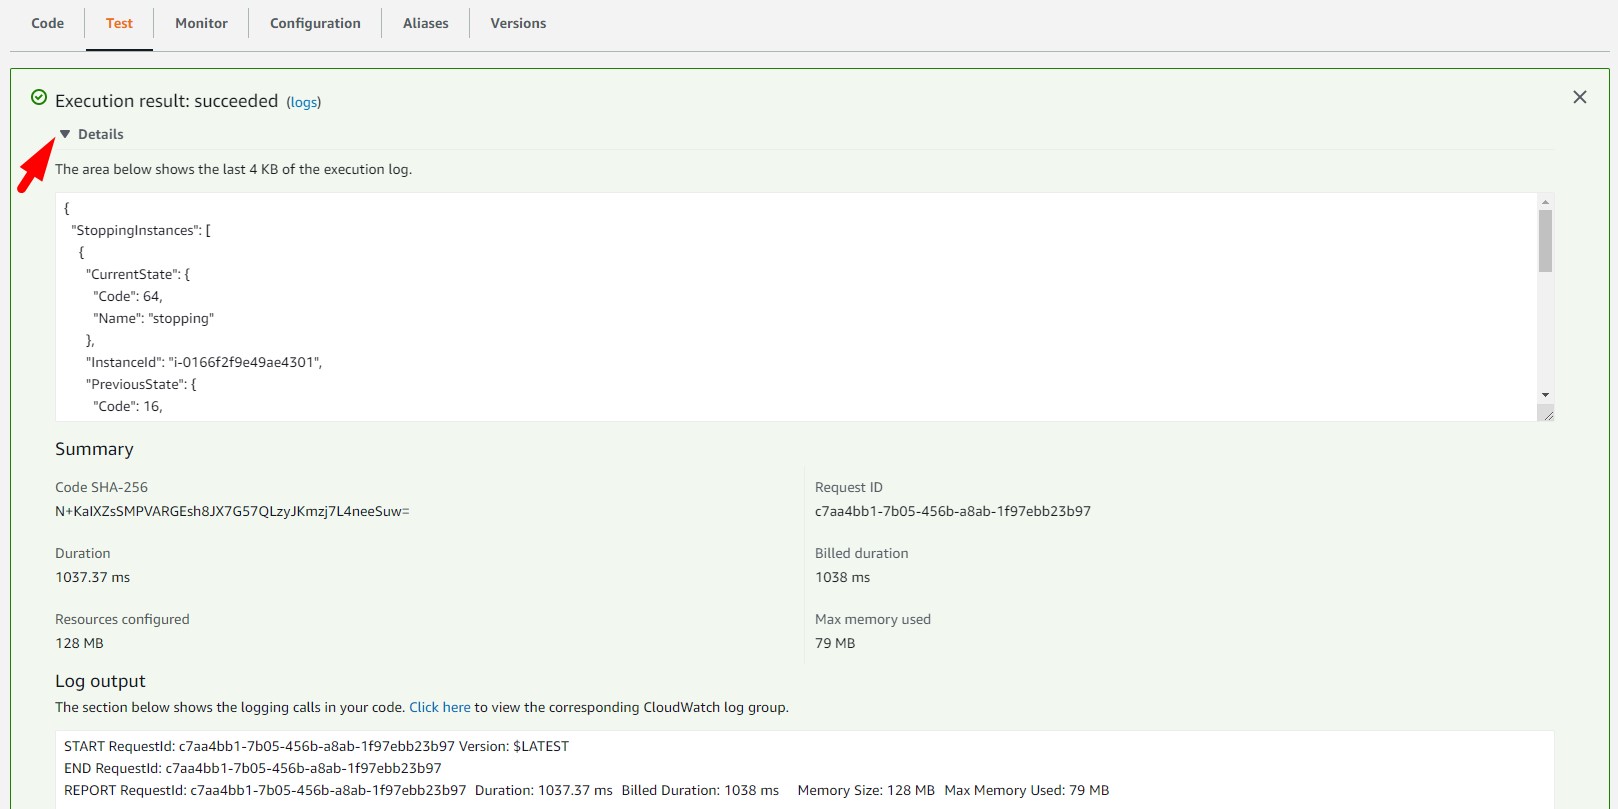 Code Test Monitor Configuration Aliases Versions
Execution result: succeeded (logs)
Details
The area below shows the last 4 KB of the execution log.
{
"StoppingInstances": [
{
"CurrentState": {
"Code": 64,
"Name": "stopping"
},
"InstanceId": "i-0166f2f9e49ae4301",
"PreviousState": {
"Code": 16,
Summary
Code SHA-256
N+KaIXZsSMPVARGEsh8JX7G57QLzyJKmzj7L4neeSuw=
Request ID
c7aa4bb1-7b05-456b-a8ab-1f97ebb23b97
Duration
1037.37 ms
Billed duration
1038 ms
Resources configured
128 MB
Max memory used
79 MB
Log output
The section below shows the logging calls in your code. Click here to view the corresponding CloudWatch log group.
START RequestId: c7aa4bb1-7b05-456b-a8ab-1f97ebb23b97 Version: $LATEST
END RequestId: c7aa4bb1-7b05-456b-a8ab-1f97ebb23b97
REPORT RequestId: c7aa4bb1-7b05-456b-a8ab-1f97ebb23b97 Duration: 1037.37 ms Billed Duration: 1038 ms Memory Size: 128 MB Max Memory Used: 79 MB